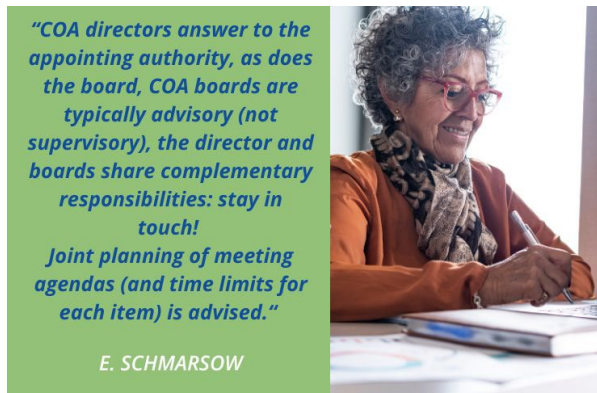 “COA directors answer to the
appointing authority, as does
the board, COA boards are
typically advisory (not
supervisory), the director and
boards share complementary
responsibilities: stay in
touch!
Joint planning of meeting
agendas (and time limits for
each item) is advised.“
E. SCHMARSOW